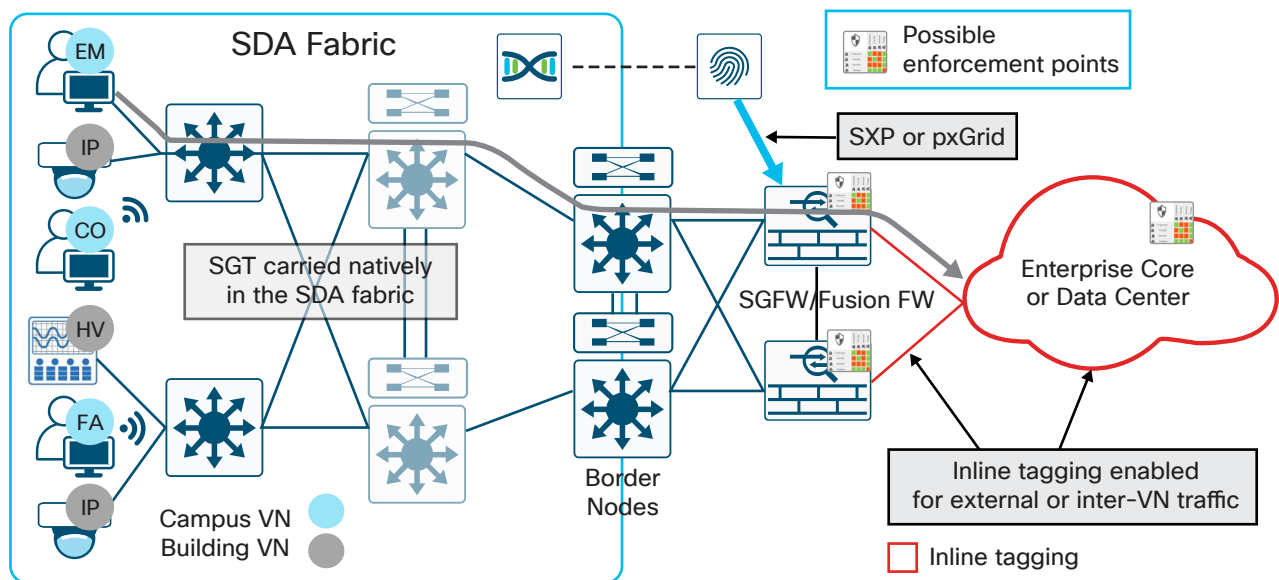 SDA Fabric
Possible
enforcement points
EM
IP
SXP or pxGrid
CO
SGT carried natively
in the SDA fabric
Enterprise Core
or Data Center
SGFW/Fusion FW
HV
FA
IP
Border
Nodes
Inline tagging enabled
for external or inter-VN traffic
Campus VN
Building VN
Inline tagging